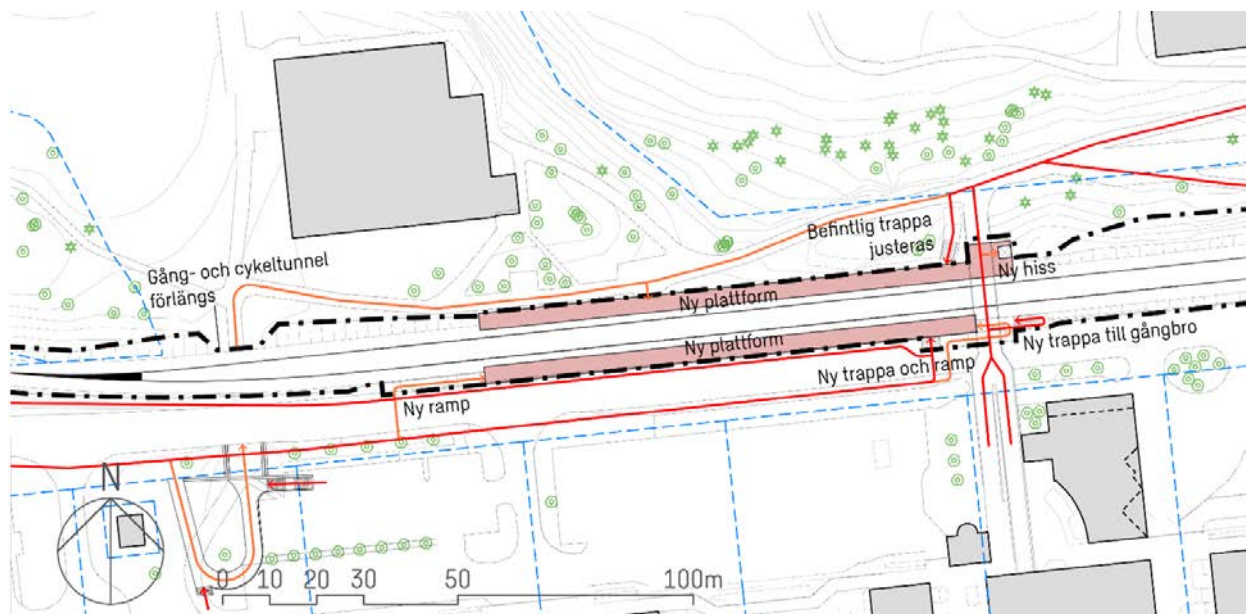 Befintlig trappa
justeras
Gång- och cykeltunnel
förlängs
Ny hiss
Ny plattform
Ny plattform
Ny trappa till gångbro
Ny trappa och ramp
Ny ramp
N
0 10 20 30 50 100m